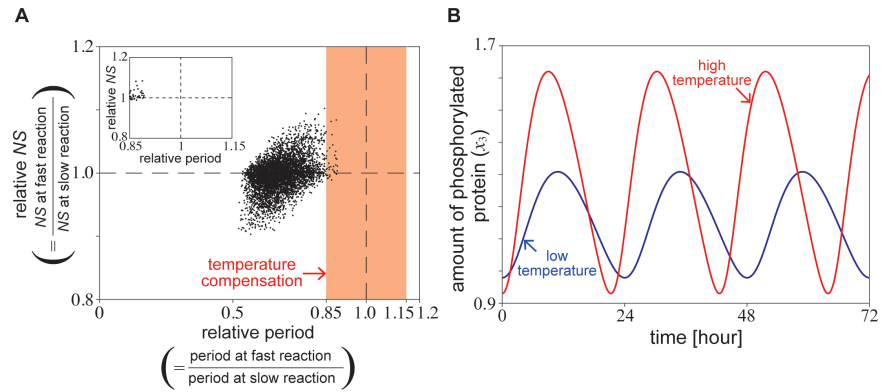 A
relative NS
( = NS at fast reaction / NS at slow reaction )
1.2
1.0
0.8
1.2
1
0.8
relative NS
0.85
1
1.15
relative period
temperature
compensation
0
0.5
0.85
1.0
1.15
1.2
relative period
( = period at fast reaction / period at slow reaction )
B
amount of phosphorylated
protein (x3)
1.7
0.9
high
temperature
low
temperature
0
24
48
72
time [hour]